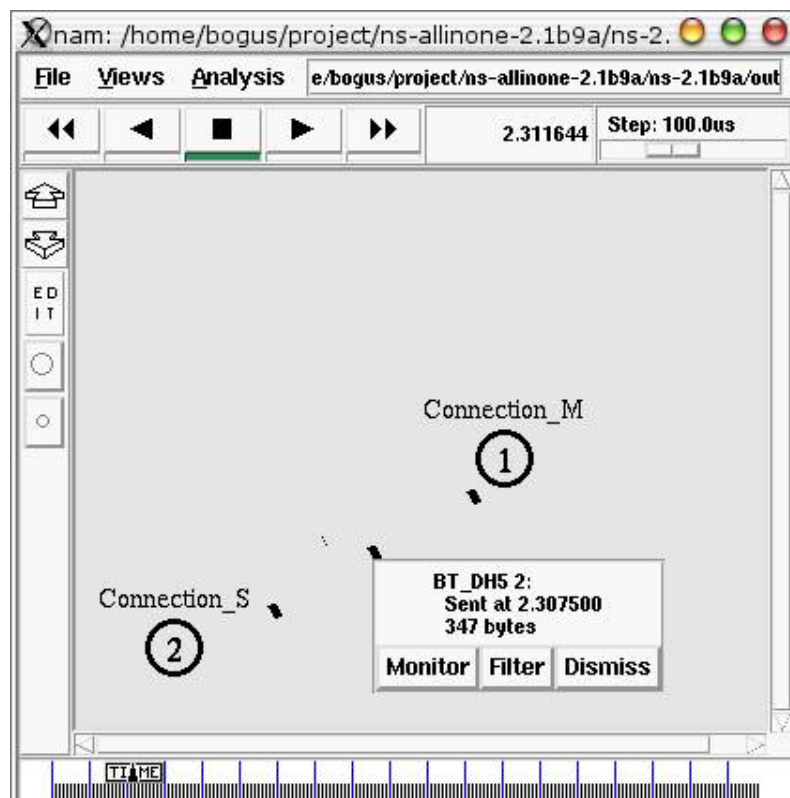 nam: /home/bogus/project/ns-allinone-2.1b9a/ns-2.
File Views Analysis e/bogus/project/ns-allinone-2.1b9a/ns-2.1b9a/out
2.311644 Step: 100.0us
ED
IT
Connection_M
1
BT_DH5 2:
Sent at 2.307500
347 bytes
Monitor Filter Dismiss
Connection_S
2
TIME